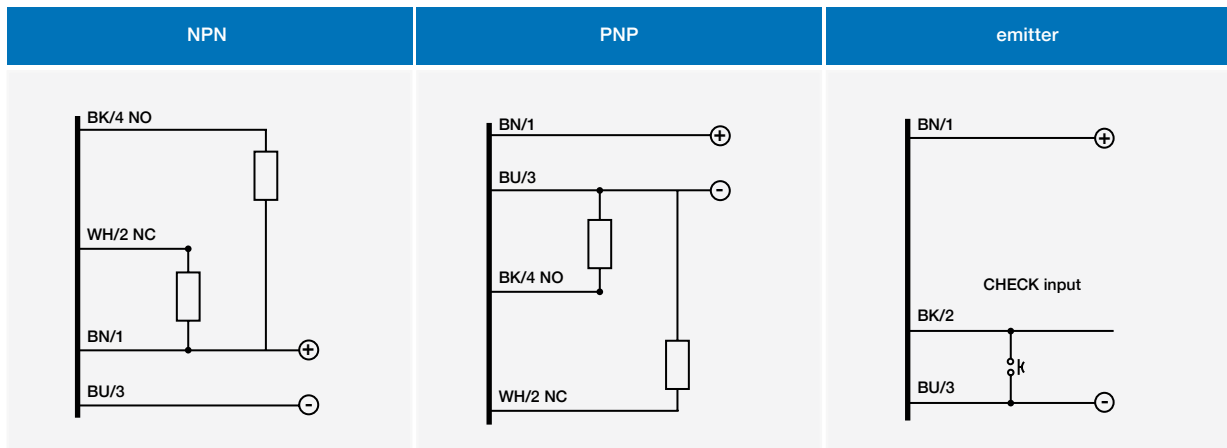 NPN
PNP
emitter
BK/4 NO
WH/2 NC
BN/1
+
BU/3
-
BN/1
+
BU/3
-
BK/4 NO
WH/2 NC
BN/1
+
CHECK input
BK/2
BU/3
-